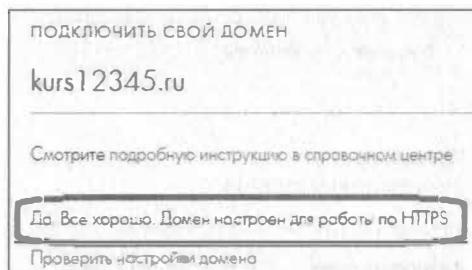 ПОДКЛЮЧИТЬ СВОЙ ДОМЕН
kurs12345.ru
Смотрите подробную инструкцию в справочном центре
Да. Все хорошо. Домен настроен для работы по HTTPS
Проверить настройки домена